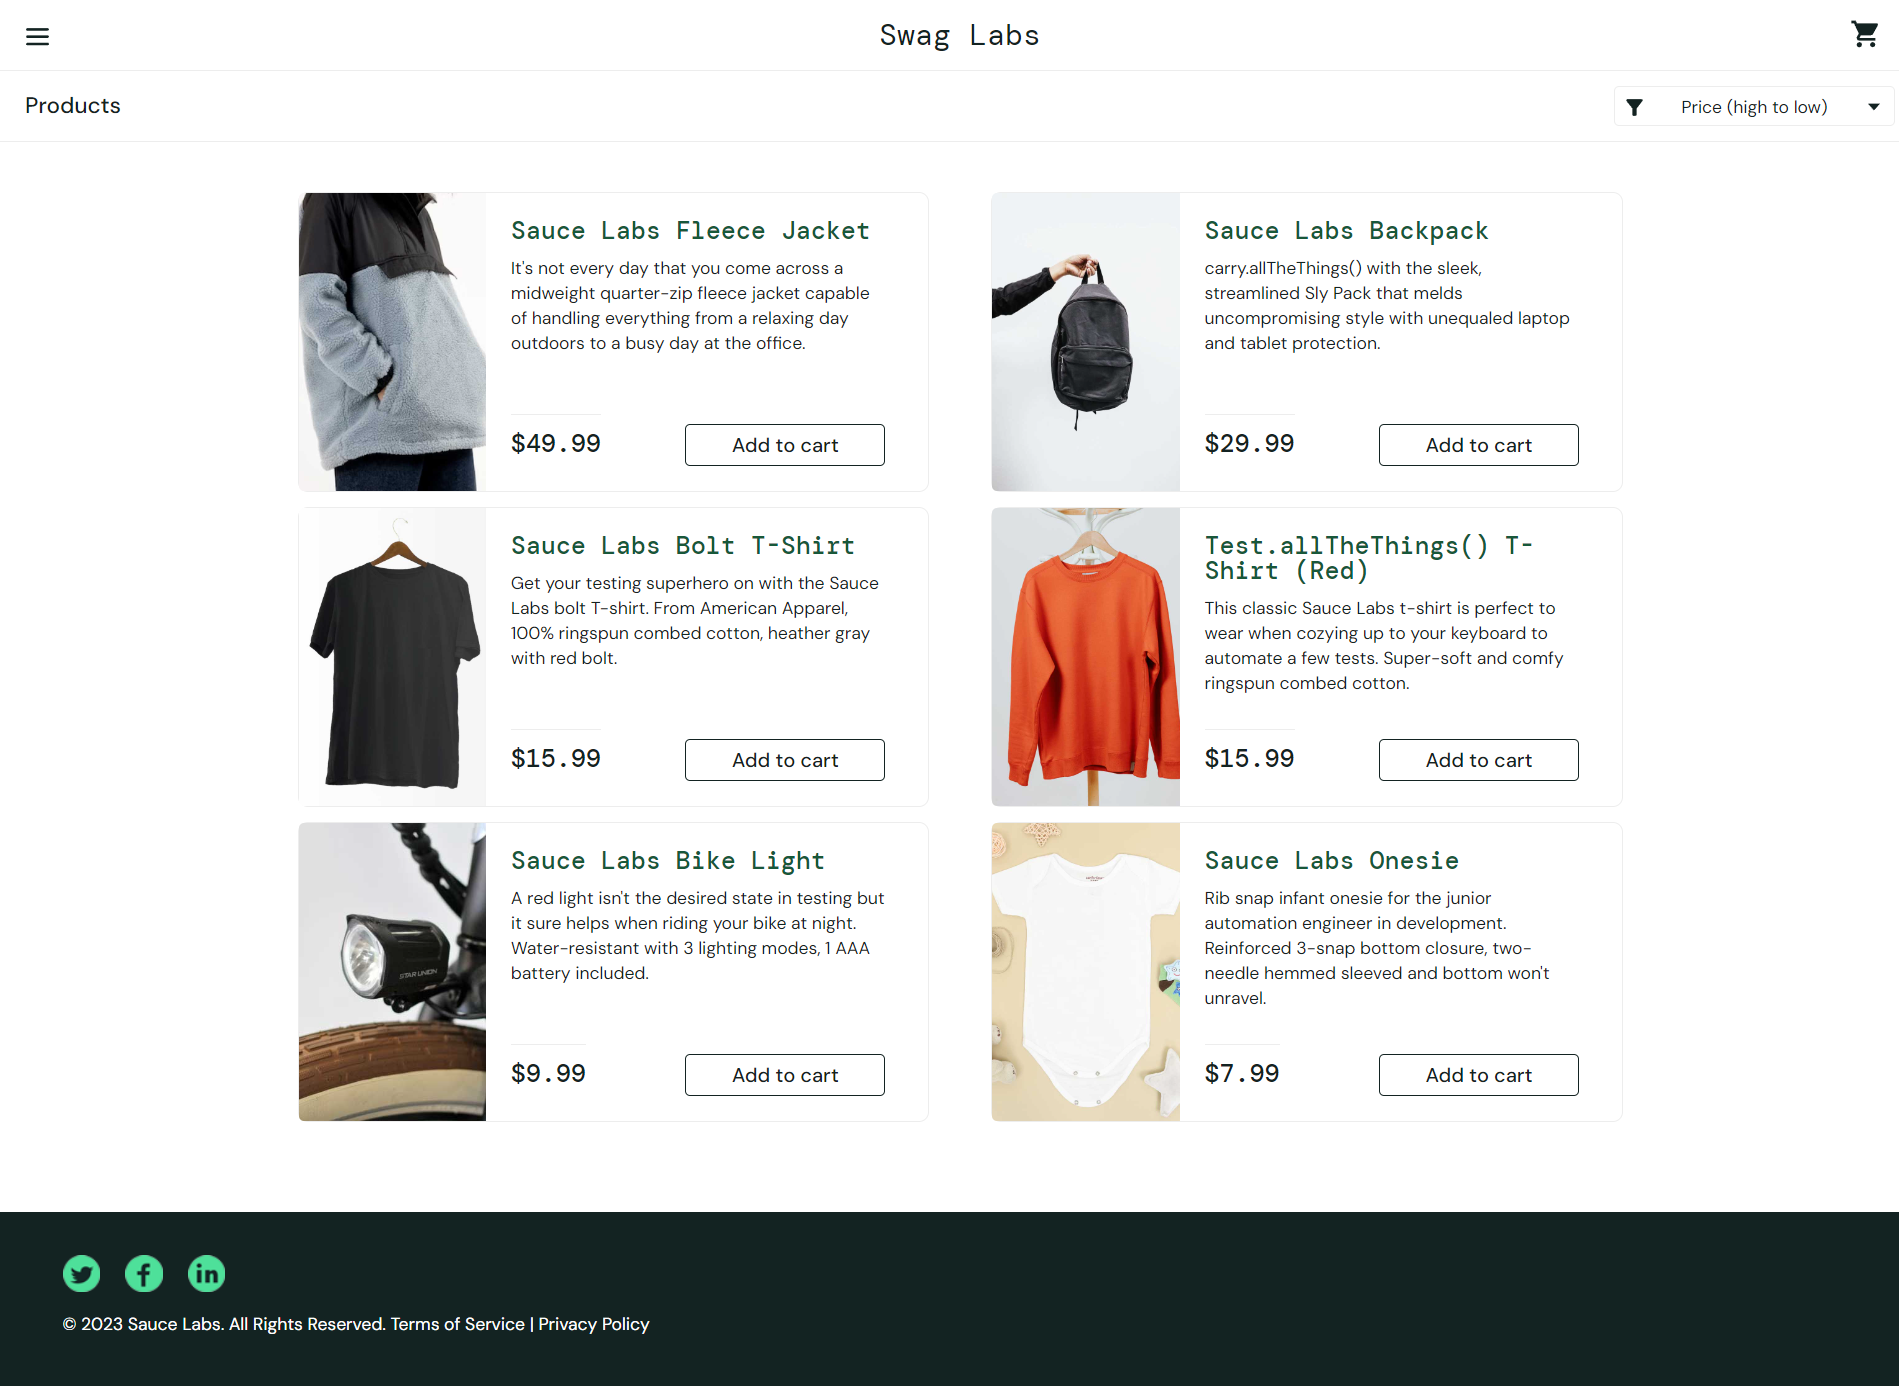 Swag Labs
Products
Price (high to low)
Sauce Labs Fleece Jacket
It's not every day that you come across a
midweight quarter-zip fleece jacket capable
of handling everything from a relaxing day
outdoors to a busy day at the office.
$49.99
Add to cart
Sauce Labs Backpack
carry.allTheThings() with the sleek,
streamlined Sly Pack that melds
uncompromising style with unequaled laptop
and tablet protection.
$29.99
Add to cart
Sauce Labs Bolt T-Shirt
Get your testing superhero on with the Sauce
Labs bolt T-shirt. From American Apparel,
100% ringspun combed cotton, heather gray
with red bolt.
$15.99
Add to cart
Test.allTheThings() T-
Shirt (Red)
This classic Sauce Labs t-shirt is perfect to
wear when cozying up to your keyboard to
automate a few tests. Super-soft and comfy
ringspun combed cotton.
$15.99
Add to cart
STAR UNION
Sauce Labs Bike Light
A red light isn't the desired state in testing but
it sure helps when riding your bike at night.
Water-resistant with 3 lighting modes, 1 AAA
battery included.
$9.99
Add to cart
Sauce Labs Onesie
Rib snap infant onesie for the junior
automation engineer in development.
Reinforced 3-snap bottom closure, two-
needle hemmed sleeved and bottom won't
unravel.
$7.99
Add to cart
© 2023 Sauce Labs. All Rights Reserved. Terms of Service | Privacy Policy